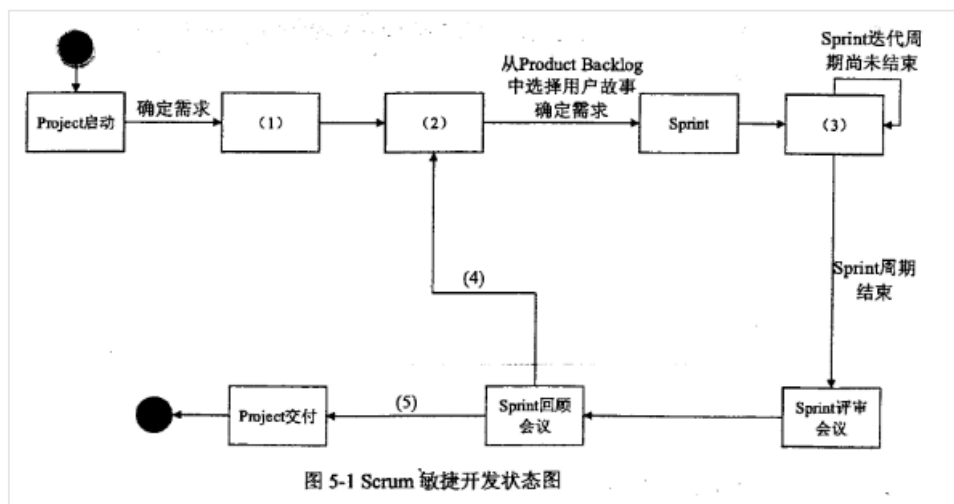 从Product Backlog
中选择用户故事
确定需求
Sprint迭代周
期尚未结束
Project启动
确定需求
（1）
（2）
Sprint
（3）
(4)
Sprint周期
结束
Project交付
(5)
Sprint回顾
会议
Sprint评审
会议
图 5-1 Scrum 敏捷开发状态图